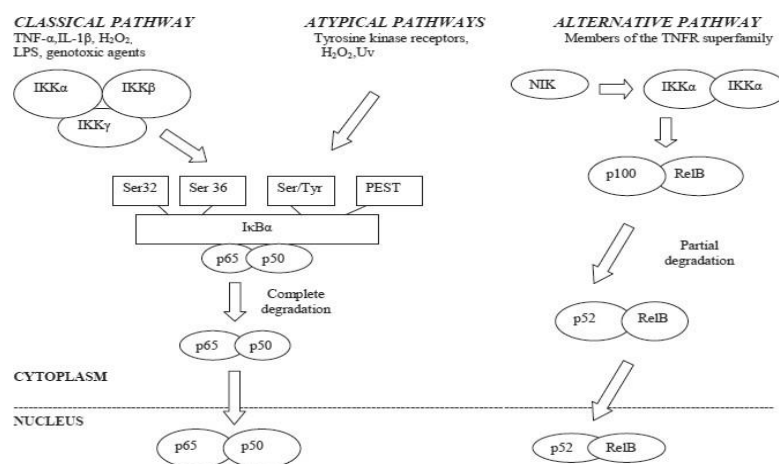 CLASSICAL PATHWAY
TNF-α,IL-1β, H₂O₂,
LPS, genotoxic agents
IKKα
IKKβ
IKKγ
ATYPICAL PATHWAYS
Tyrosine kinase receptors,
H₂O₂,Uv
ALTERNATIVE PATHWAY
Members of the TNFR superfamily
NIK
IKKα
IKKα
p100
RelB
Ser32
Ser 36
Ser/Tyr
PEST
IκBα
p65
p50
Complete
degradation
Partial
degradation
p65
p50
p52
RelB
CYTOPLASM
NUCLEUS
p65
p50
p52
RelB